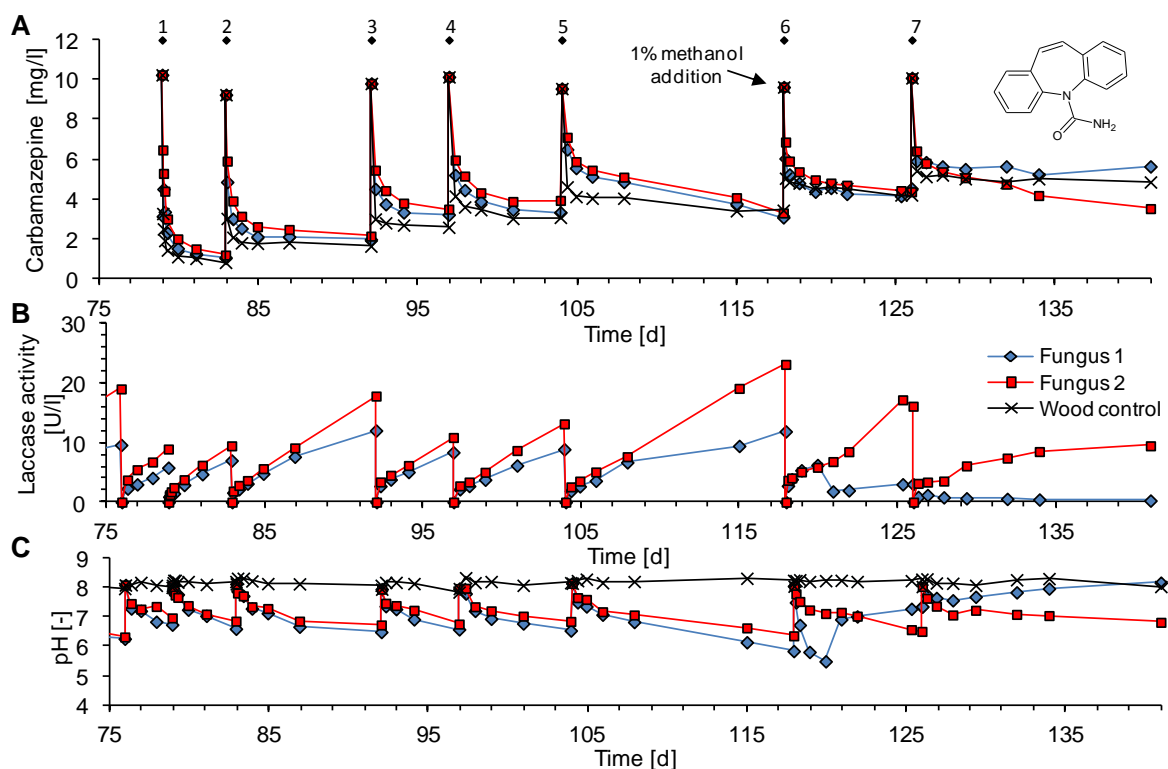 A
1 2 3 4 5 6 7
Carbamazepine [mg/l]
12
10
8
6
4
2
0
1% methanol
addition
N
O
NH2
75 85 95 105 115 125 135
Time [d]
B
Laccase activity
[U/l]
30
20
10
0
Fungus 1
Fungus 2
Wood control
75 85 95 105 115 125 135
Time [d]
C
pH [-]
9
8
7
6
5
4
75 85 95 105 115 125 135
Time [d]